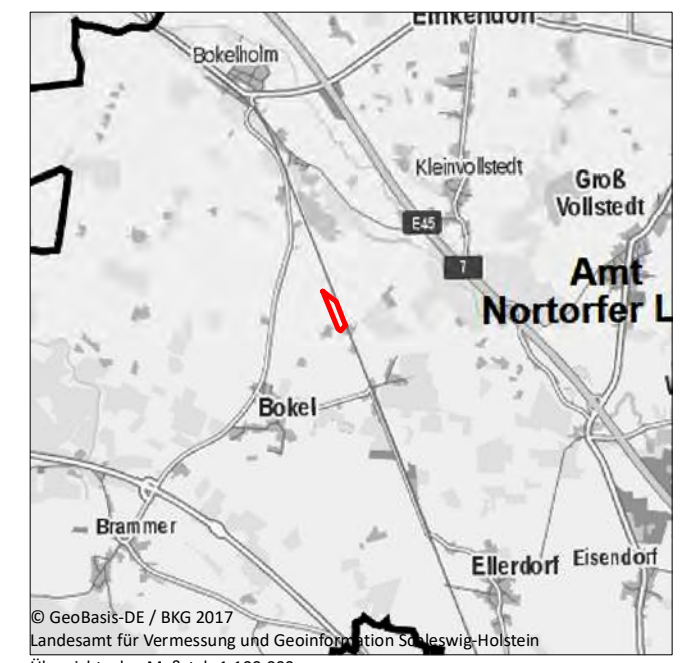 Emkendorf
Bokelholm
Kleinvollstedt
Groß
Vollstedt
E45
7
Amt
Nortorfer L
Bokel
Brammer
Ellerdorf
Eisendorf
© GeoBasis-DE / BKG 2017
Landesamt für Vermessung und Geoinformation Schleswig-Holstein